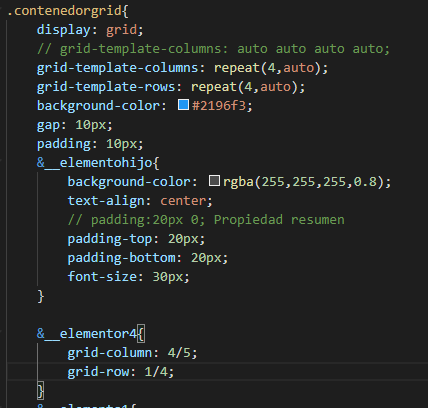 .contenedorgrid{
display: grid;
// grid-template-columns: auto auto auto auto;
grid-template-columns: repeat(4,auto);
grid-template-rows: repeat(4,auto);
background-color: #2196f3;
gap: 10px;
padding: 10px;
&__elementohijo{
background-color: rgba(255,255,255,0.8);
text-align: center;
// padding:20px 0; Propiedad resumen
padding-top: 20px;
padding-bottom: 20px;
font-size: 30px;
}
&__elementor4{
grid-column: 4/5;
grid-row: 1/4;
}
&__elemento1{